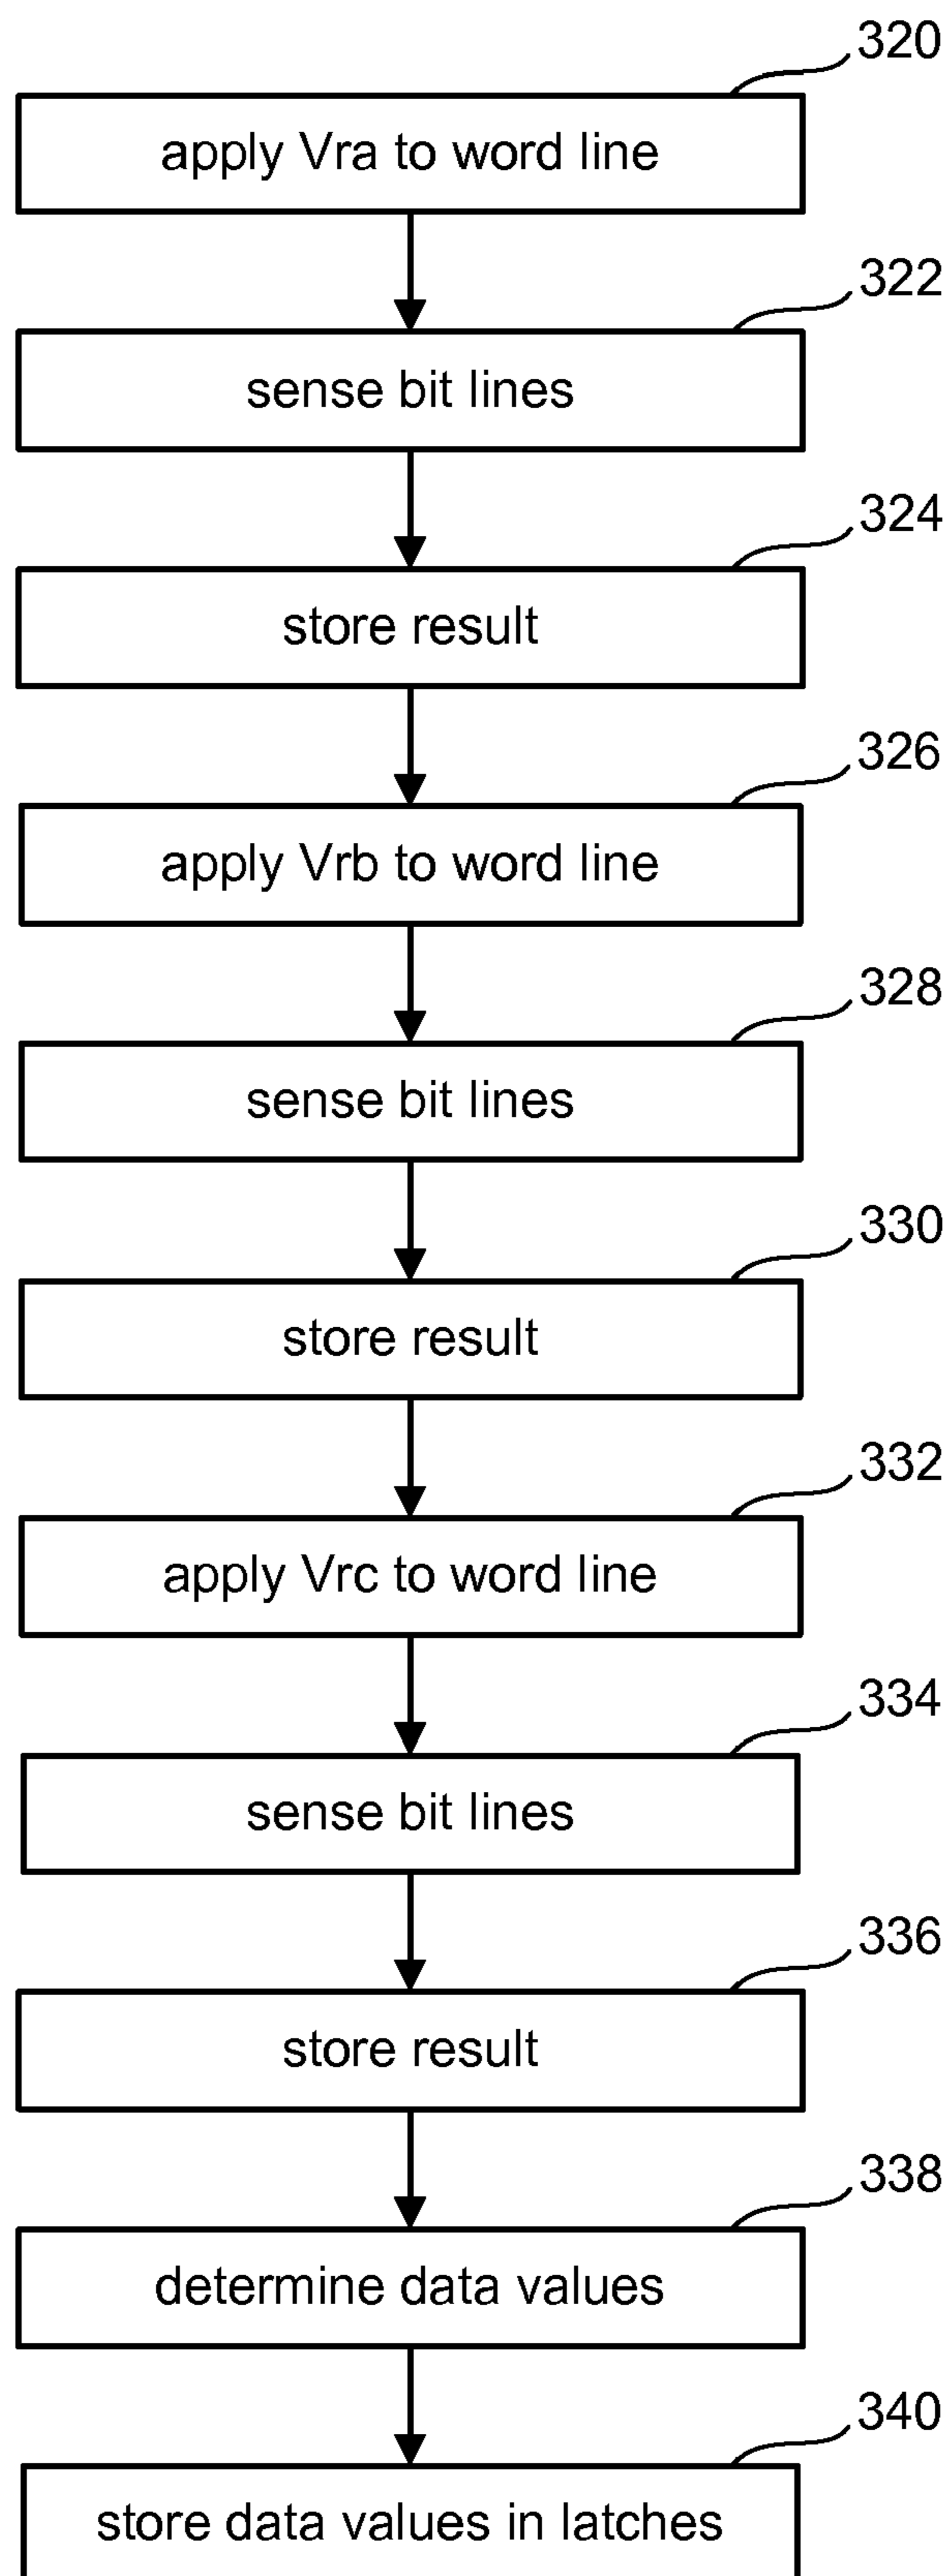 320
apply Vra to word line
322
sense bit lines
324
store result
326
apply Vrb to word line
328
sense bit lines
330
store result
332
apply Vrc to word line
334
sense bit lines
336
store result
338
determine data values
340
store data values in latches